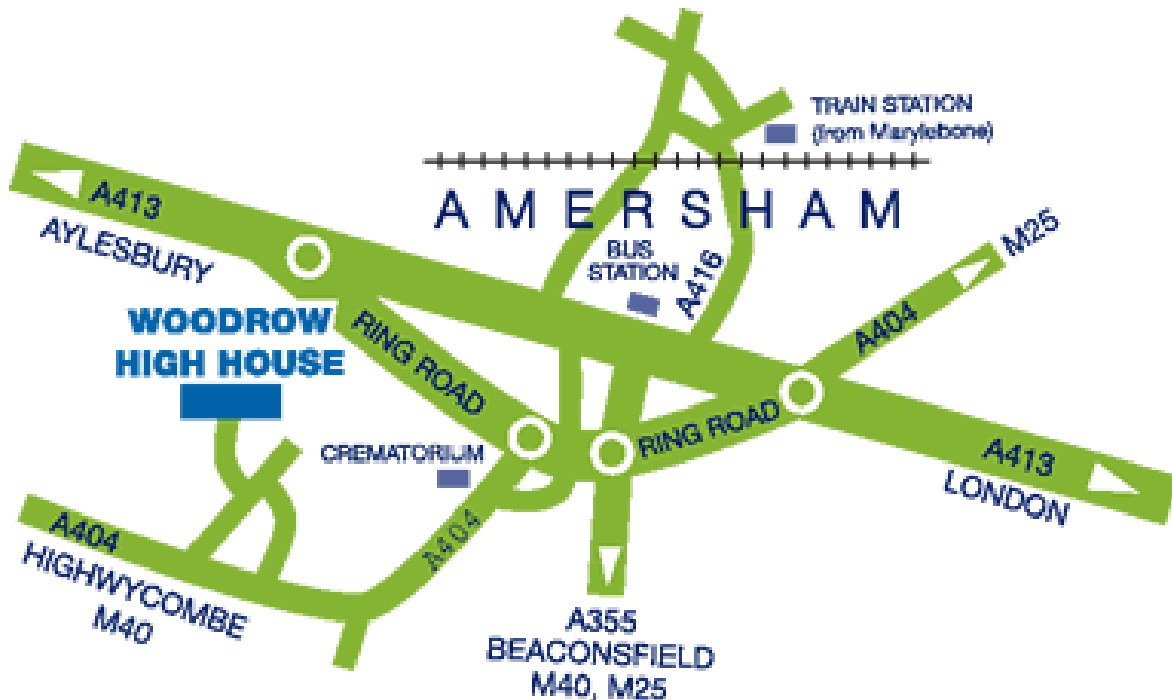 TRAIN STATION
(from Marylebone)
A413
AYLESBURY
AMERSHAM
BUS
STATION
A416
M25
A404
WOODROW
HIGH HOUSE
RING ROAD
RING ROAD
CREMATORIUM
A413
LONDON
A404
A404
HIGHWYCOMBE
M40
A355
BEACONSFIELD
M40, M25